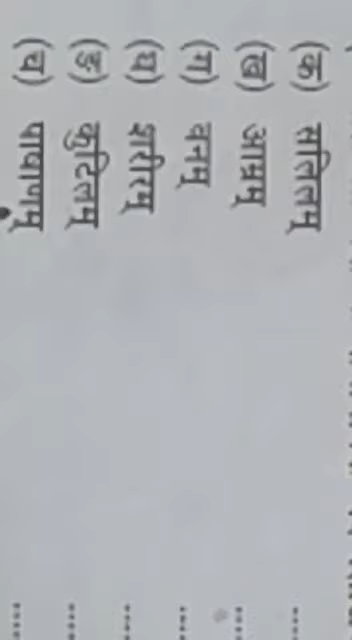 (क) सलिलम् ....
(ख) आम्रम् ....
(ग) वनम् ....
(घ) शरीरम् ....
(ङ) कुटिलम् ....
(च) पाषाणम् ....